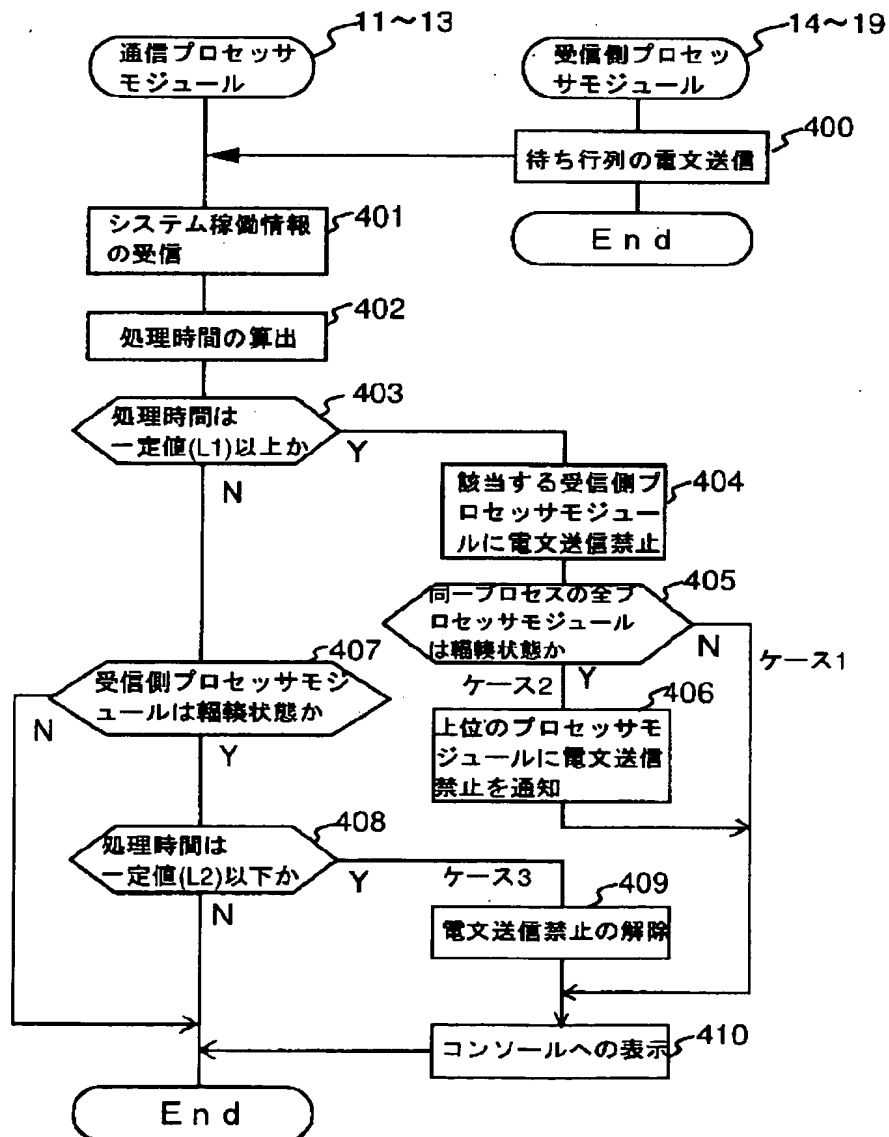 11～13
通信プロセッサ
モジュール
14～19
受信側プロセッ
サモジュール
400
待ち行列の電文送信
End
401
システム稼働情報
の受信
402
処理時間の算出
403
処理時間は
一定値(L1)以上か
Y
N
404
該当する受信側プ
ロセッサモジュー
ルに電文送信禁止
405
同一プロセスの全プ
ロセッサモジュール
は輻輳状態か
N
ケース1
ケース2
Y
406
上位のプロセッサモ
ジュールに電文送信
禁止を通知
407
受信側プロセッサモジ
ュールは輻輳状態か
N
Y
408
処理時間は
一定値(L2)以下か
Y
ケース3
N
409
電文送信禁止の解除
410
コンソールへの表示
End